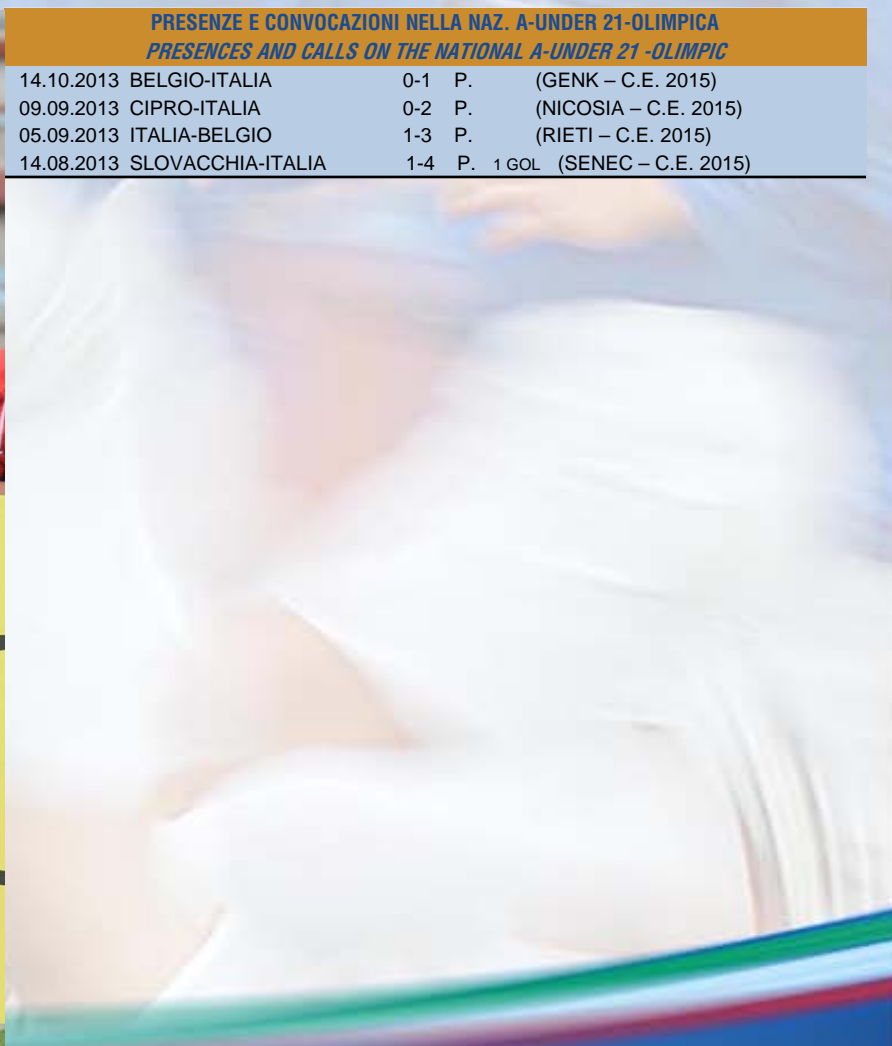 PRESENZE E CONVOCAZIONI NELLA NAZ. A-UNDER 21-OLIMPICA
PRESENCES AND CALLS ON THE NATIONAL A-UNDER 21 -OLIMPIC
14.10.2013 BELGIO-ITALIA 0-1 P. (GENK – C.E. 2015)
09.09.2013 CIPRO-ITALIA 0-2 P. (NICOSIA – C.E. 2015)
05.09.2013 ITALIA-BELGIO 1-3 P. (RIETI – C.E. 2015)
14.08.2013 SLOVACCHIA-ITALIA 1-4 P. 1 GOL (SENEC – C.E. 2015)